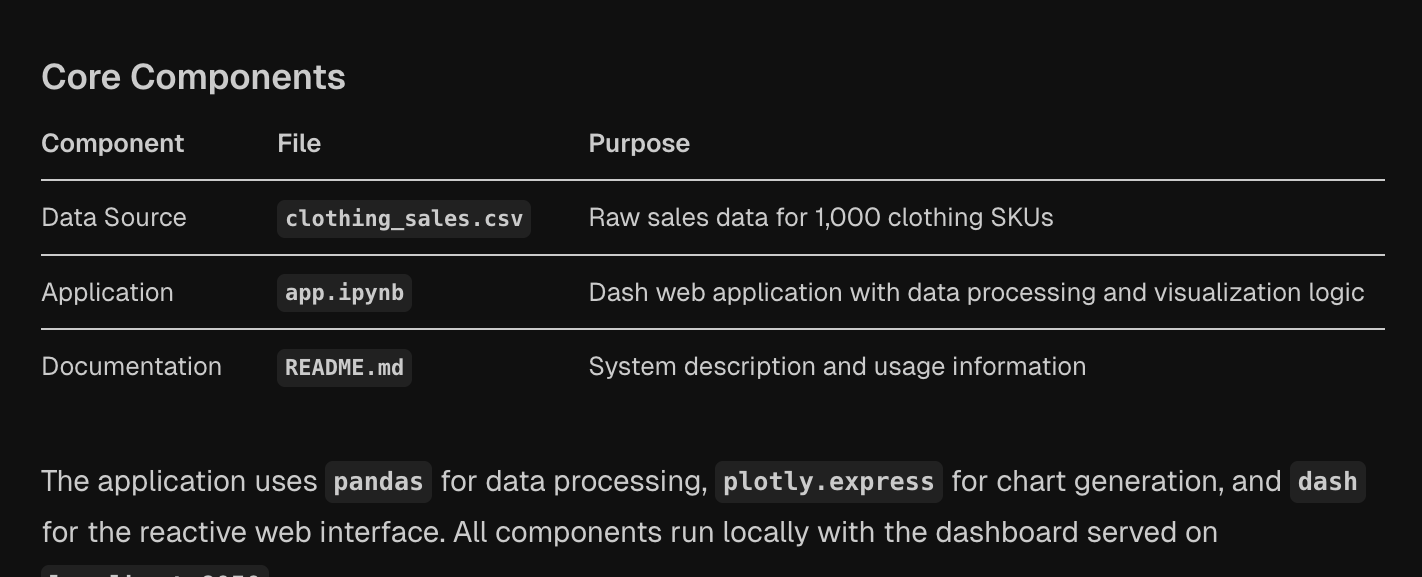 Core Components
Component File Purpose
Data Source clothing_sales.csv Raw sales data for 1,000 clothing SKUs
Application app.ipynb Dash web application with data processing and visualization logic
Documentation README.md System description and usage information
The application uses pandas for data processing, plotly.express for chart generation, and dash
for the reactive web interface. All components run locally with the dashboard served on